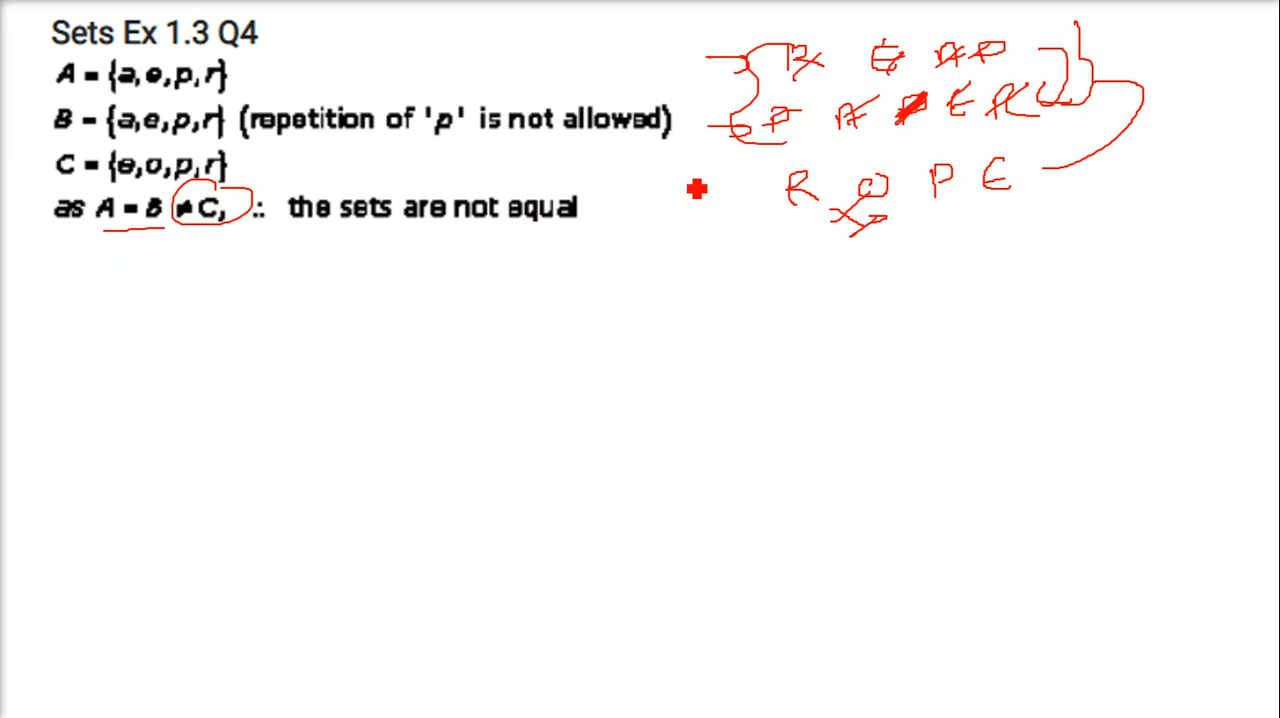 Sets Ex 1.3 Q4
A = {a, e, p, r}
B = {a, e, p, r} (repetition of 'p' is not allowed)
C = {e, o, p, r}
as A = B ≠ C, ∴ the sets are not equal
R E A P
P A P E R
R O P E